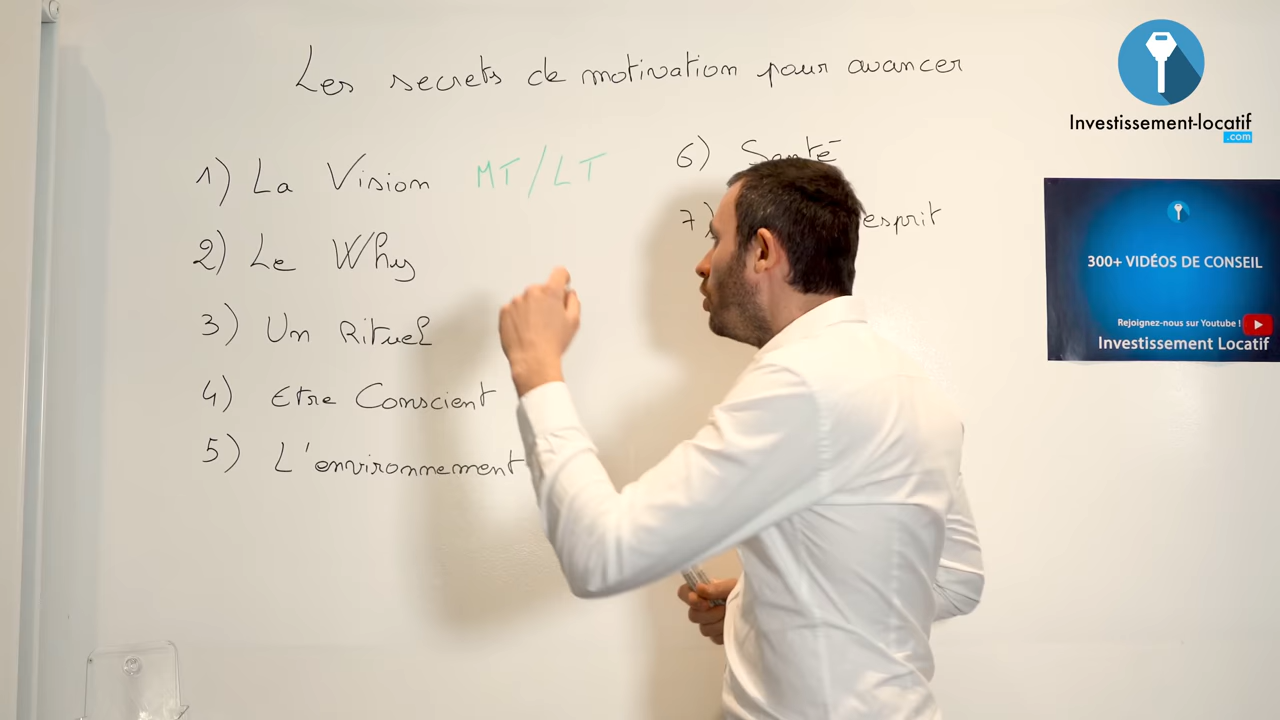 Les secrets de motivation pour avancer
1) La Vision MT/LT
2) Le Why
3) Un Rituel
4) Etre Conscient
5) L'environnement
6) Santé
7) esprit
Investissement-locatif
.com
300+ VIDÉOS DE CONSEIL
Rejoignez-nous sur Youtube !
Investissement Locatif